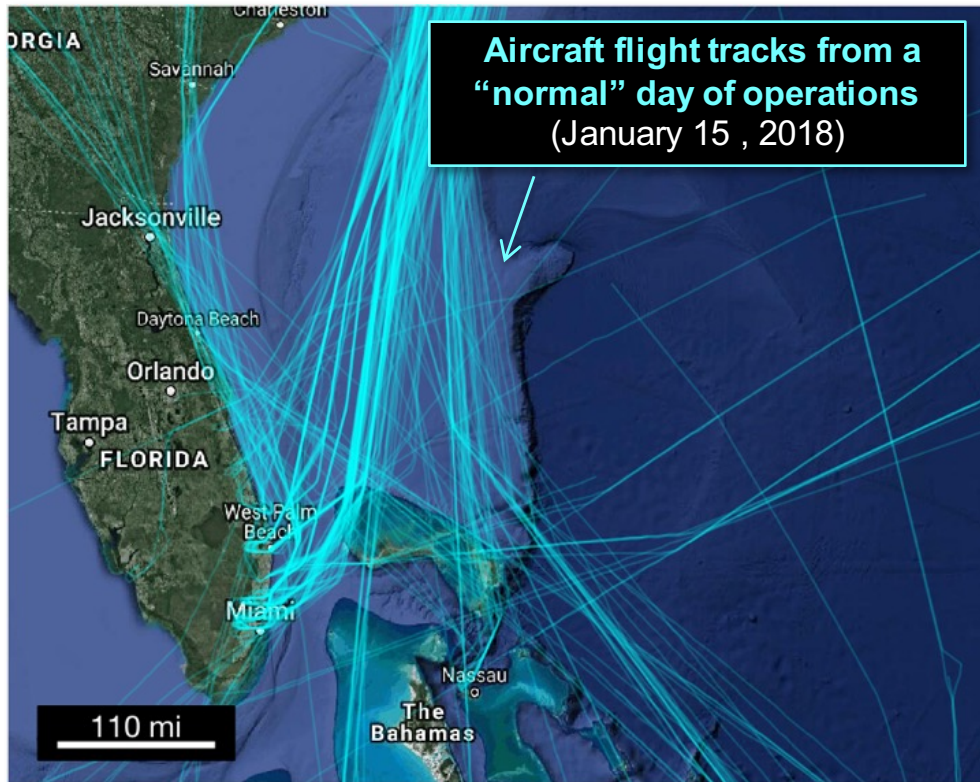 Charleston
ORGIA
Savannah
Aircraft flight tracks from a
“normal” day of operations
(January 15 , 2018)
Jacksonville
Daytona Beach
Orlando
Tampa
FLORIDA
West Palm
Beach
Miami
Nassau
The
Bahamas
110 mi